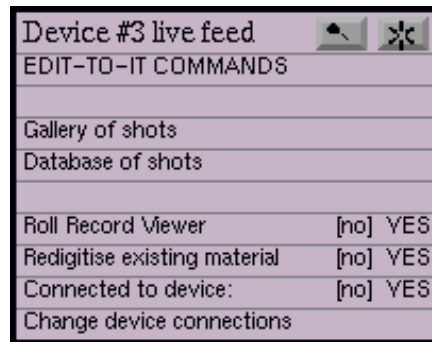 Device #3 live feed
EDIT-TO-IT COMMANDS
Gallery of shots
Database of shots
Roll Record Viewer [no] YES
Redigitise existing material [no] YES
Connected to device: [no] YES
Change device connections